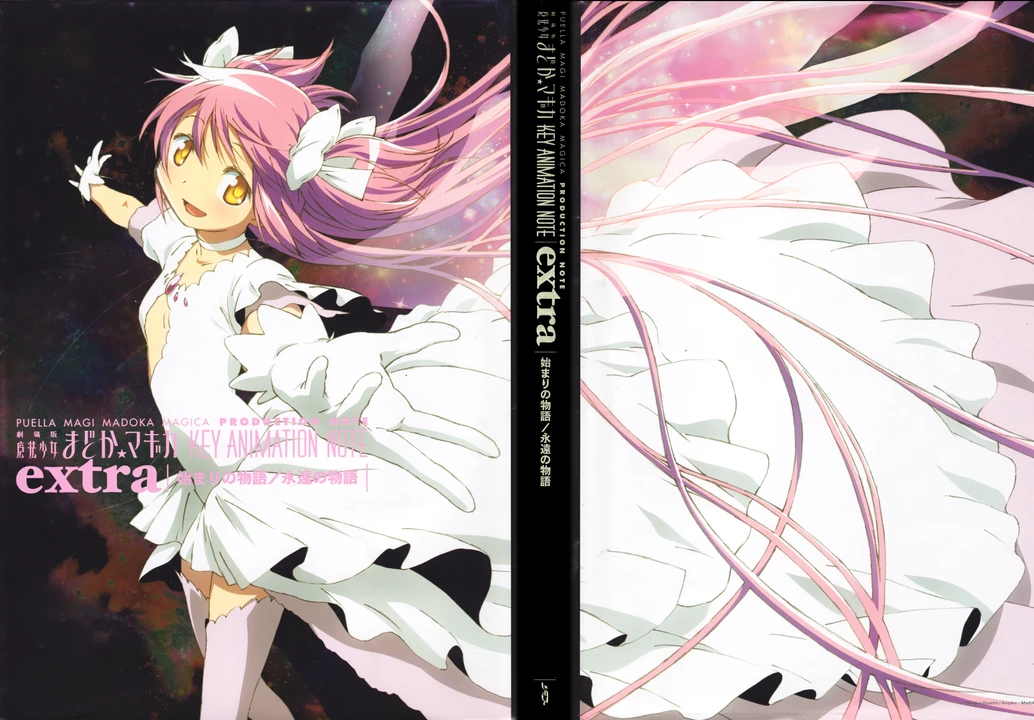 PUELLA MAGI MADOKA MAGICA PRODUCTION NOTE
劇場版
魔法少女まどか★マギカ KEY ANIMATION NOTE
extra 始まりの物語/永遠の物語
PUELLA MAGI MADOKA MAGICA PRODUCTION NOTE
劇場版
魔法少女まどか★マギカ KEY ANIMATION NOTE
extra
始まりの物語/永遠の物語